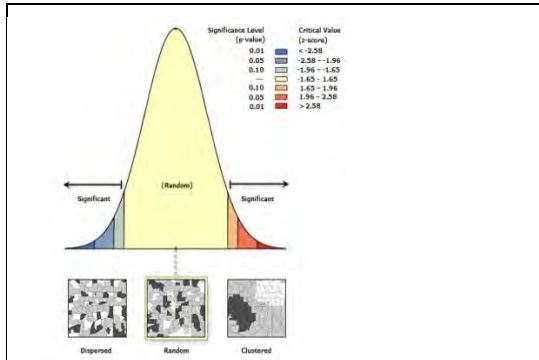 Significance Level Critical Value
(p-value) (z-score)
0.01 < -2.58
0.05 -2.58 – -1.96
0.10 -1.96 – -1.65
— -1.65 – 1.65
0.10 1.65 – 1.96
0.05 1.96 – 2.58
0.01 > 2.58
(Random)
Significant Significant
Dispersed Random Clustered